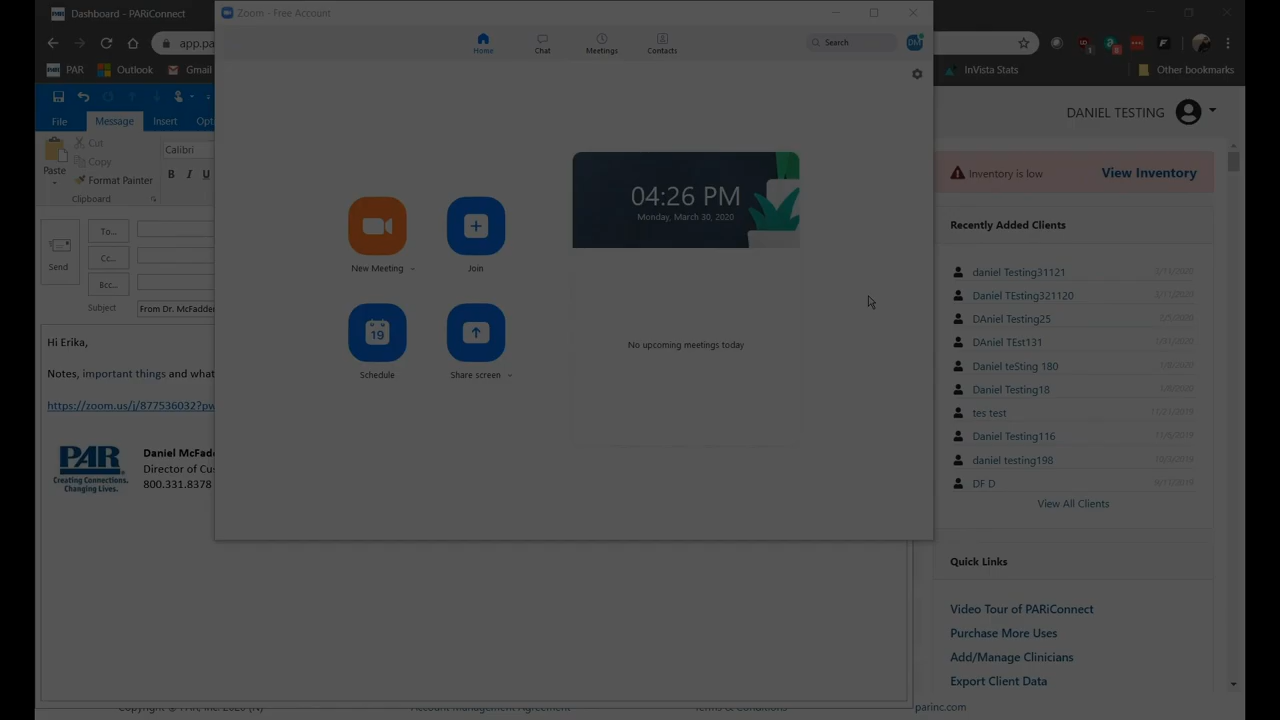 Dashboard - PARiConnect
Zoom - Free Account
Home
Chat
Meetings
Contacts
Search
DM
app.pa
PAR
Outlook
Gmail
InVista Stats
Other bookmarks
File
Message
Insert
Opt
Paste
Cut
Copy
Format Painter
Clipboard
Calibri
B I U
DANIEL TESTING
Inventory is low
View Inventory
Send
To...
Cc...
Bcc...
Subject
From Dr. McFadden
Hi Erika,
Notes, important things and what
https://zoom.us/j/877536032?pw
PAR
Creating Connections.
Changing Lives.
Daniel McFadd
Director of Cus
800.331.8378
New Meeting
Join
19
Schedule
Share screen
04:26 PM
Monday, March 30, 2020
No upcoming meetings today
Recently Added Clients
daniel Testing31121
Daniel TEsting321120
DAniel Testing25
DAniel TEst131
Daniel teSting 180
Daniel Testing18
tes test
Daniel Testing116
daniel testing198
DF D
View All Clients
Quick Links
Video Tour of PARiConnect
Purchase More Uses
Add/Manage Clinicians
Export Client Data
parinc.com